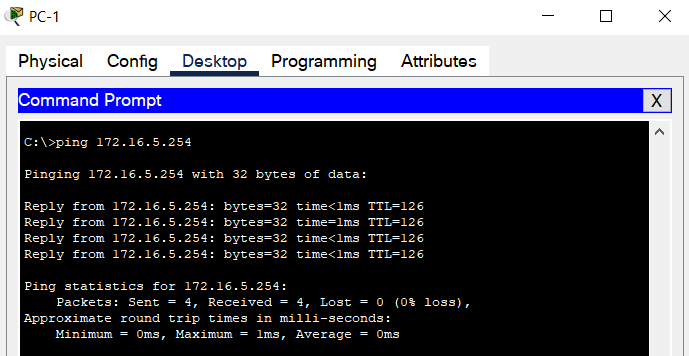 PC-1
Physical Config Desktop Programming Attributes
Command Prompt X
C:\>ping 172.16.5.254
Pinging 172.16.5.254 with 32 bytes of data:
Reply from 172.16.5.254: bytes=32 time<1ms TTL=126
Reply from 172.16.5.254: bytes=32 time=1ms TTL=126
Reply from 172.16.5.254: bytes=32 time<1ms TTL=126
Reply from 172.16.5.254: bytes=32 time<1ms TTL=126
Ping statistics for 172.16.5.254:
    Packets: Sent = 4, Received = 4, Lost = 0 (0% loss),
Approximate round trip times in milli-seconds:
    Minimum = 0ms, Maximum = 1ms, Average = 0ms